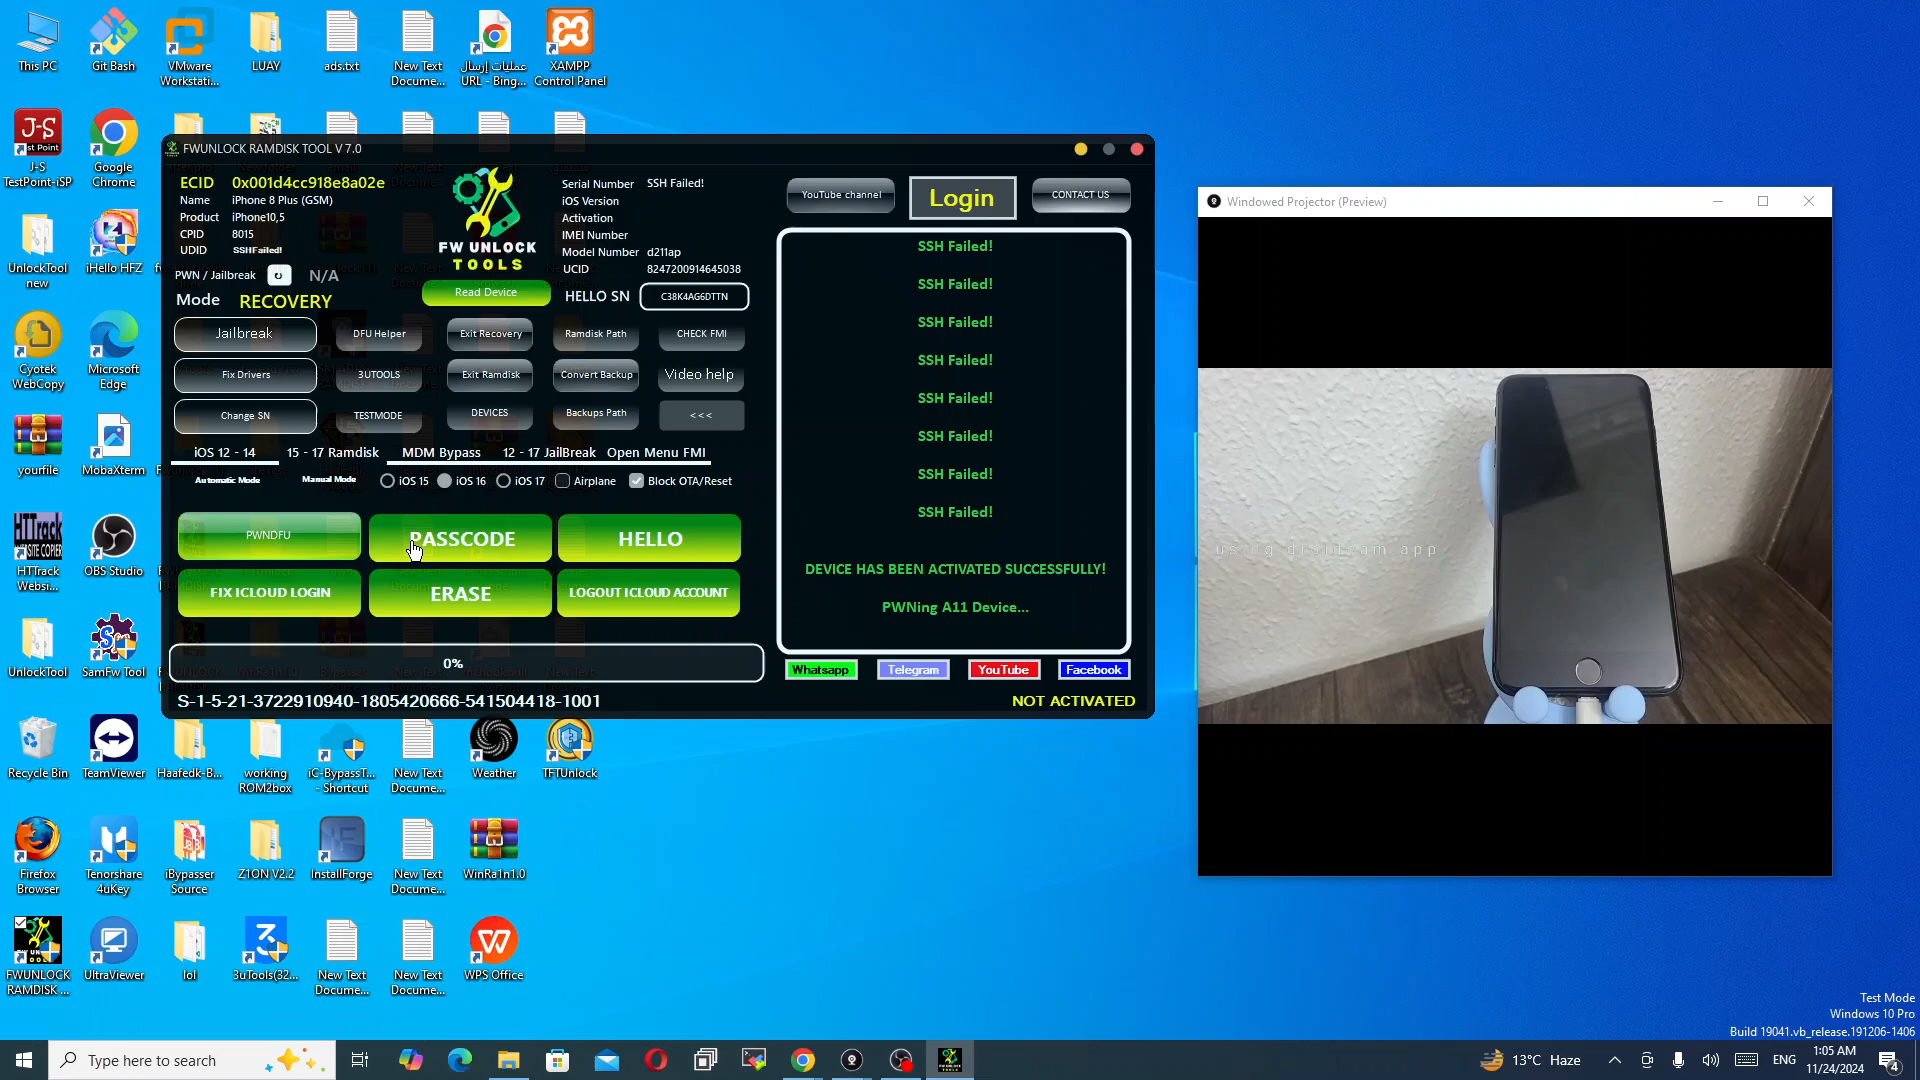 This PC
Git Bash
VMware
Workstati...
LUAY
ads.txt
New Text
Docume...
عمليات إرسال
URL - Bing...
XAMPP
Control Panel
J-S
TestPoint-iSP
Google
Chrome
UnlockTool
new
iHello HFZ
Cyotek
WebCopy
Microsoft
Edge
yourfile
MobaXterm
HTTrack
Websi...
OBS Studio
UnlockTool
SamFw Tool
Recycle Bin
TeamViewer
Haafedk-B...
working
ROM2box
iC-BypassT...
- Shortcut
New Text
Docume...
Weather
TFTUnlock
Firefox
Browser
Tenorshare
4uKey
iBypasser
Source
Z1ON V2.2
InstallForge
New Text
Docume...
WinRa1n1.0
FWUNLOCK
RAMDISK ...
UltraViewer
lol
3uTools(32...
New Text
Docume...
New Text
Docume...
WPS Office
FWUNLOCK RAMDISK TOOL V 7.0
ECID 0x001d4cc918e8a02e
Name iPhone 8 Plus (GSM)
Product iPhone10,5
CPID 8015
UDID SSH Failed!
PWN / Jailbreak N/A
Mode RECOVERY
FW UNLOCK
TOOLS
Read Device
Serial Number SSH Failed!
iOS Version
Activation
IMEI Number
Model Number d211ap
UCID 8247200914645038
HELLO SN C38K4AG6DTTN
YouTube channel
Login
CONTACT US
Jailbreak
DFU Helper
Exit Recovery
Ramdisk Path
CHECK FMI
Fix Drivers
3UTOOLS
Exit Ramdisk
Convert Backup
Video help
Change SN
TESTMODE
DEVICES
Backups Path
<<<
iOS 12 - 14
15 - 17 Ramdisk
MDM Bypass
12 - 17 JailBreak
Open Menu FMI
Automatic Mode
Manual Mode
iOS 15
iOS 16
iOS 17
Airplane
Block OTA/Reset
PWNDFU
PASSCODE
HELLO
FIX ICLOUD LOGIN
ERASE
LOGOUT ICLOUD ACCOUNT
0%
S-1-5-21-3722910940-1805420666-541504418-1001
SSH Failed!
SSH Failed!
SSH Failed!
SSH Failed!
SSH Failed!
SSH Failed!
SSH Failed!
SSH Failed!
DEVICE HAS BEEN ACTIVATED SUCCESSFULLY!
PWNing A11 Device...
Whatsapp
Telegram
YouTube
Facebook
NOT ACTIVATED
Windowed Projector (Preview)
Test Mode
Windows 10 Pro
Build 19041.vb_release.191206-1406
Type here to search
13°C Haze
ENG
1:05 AM
11/24/2024
4